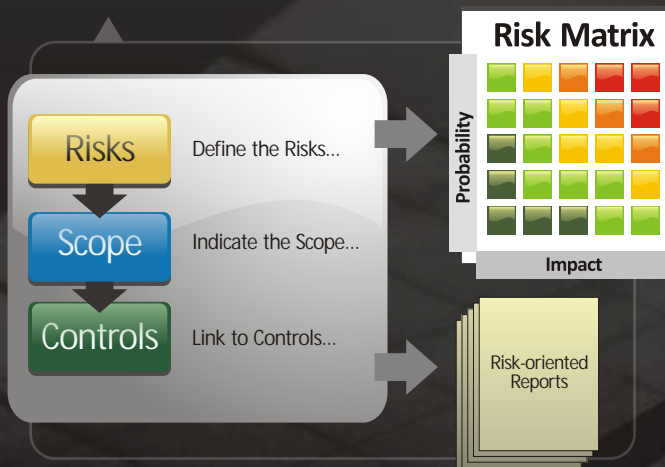 Risk Matrix
Risks
Define the Risks...
Probability
Scope
Indicate the Scope...
Impact
Controls
Link to Controls...
Risk-oriented
Reports